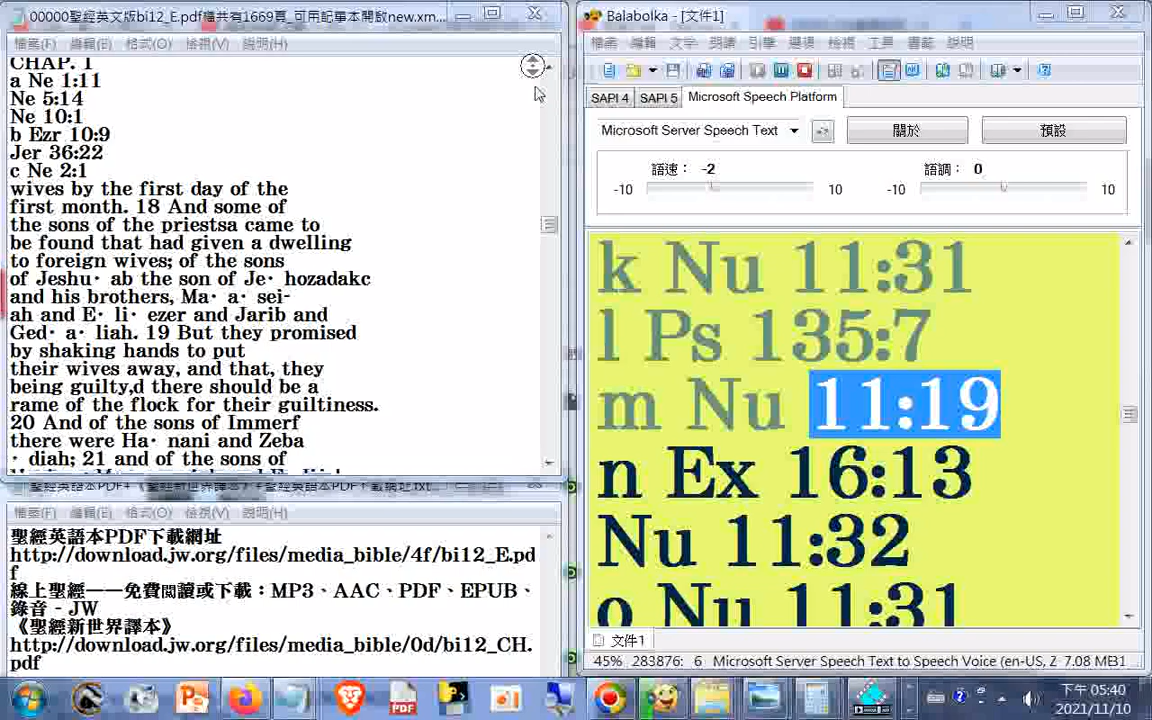 00000聖經英文版bi12_E.pdf檔共有1669頁_可用記事本開啟new.xm...
檔案(F) 編輯(E) 格式(O) 檢視(V) 說明(H)
CHAP. 1
a Ne 1:11
Ne 5:14
Ne 10:1
b Ezr 10:9
Jer 36:22
c Ne 2:1
wives by the first day of the
first month. 18 And some of
the sons of the priestsa came to
be found that had given a dwelling
to foreign wives; of the sons
of Jeshu· ab the son of Je· hozadakc
and his brothers, Ma· a· sei-
ah and E· li· ezer and Jarib and
Ged· a· liah. 19 But they promised
by shaking hands to put
their wives away, and that, they
being guilty,d there should be a
rame of the flock for their guiltiness.
20 And of the sons of Immerf
there were Ha· nani and Zeba
· diah; 21 and of the sons of
檔案(F) 編輯(E) 格式(O) 檢視(V) 說明(H)
聖經英語本PDF下載網址
http://download.jw.org/files/media_bible/4f/bi12_E.pd
f
線上聖經——免費閱讀或下載：MP3、AAC、PDF、EPUB、
錄音 - JW
《聖經新世界譯本》
http://download.jw.org/files/media_bible/0d/bi12_CH.
pdf
Balabolka - [文件1]
檔案 編輯 文字 朗讀 引擎 選項 檢視 工具 書籤 說明
SAPI 4 SAPI 5 Microsoft Speech Platform
Microsoft Server Speech Text 關於 預設
語速： -2 語調： 0
-10 10 -10 10
k Nu 11:31
l Ps 135:7
m Nu 11:19
n Ex 16:13
Nu 11:32
o Nu 11:31
文件1
45% 283876: 6 Microsoft Server Speech Text to Speech Voice (en-US, Z 7.08 MB1
下午 05:40
2021/11/10